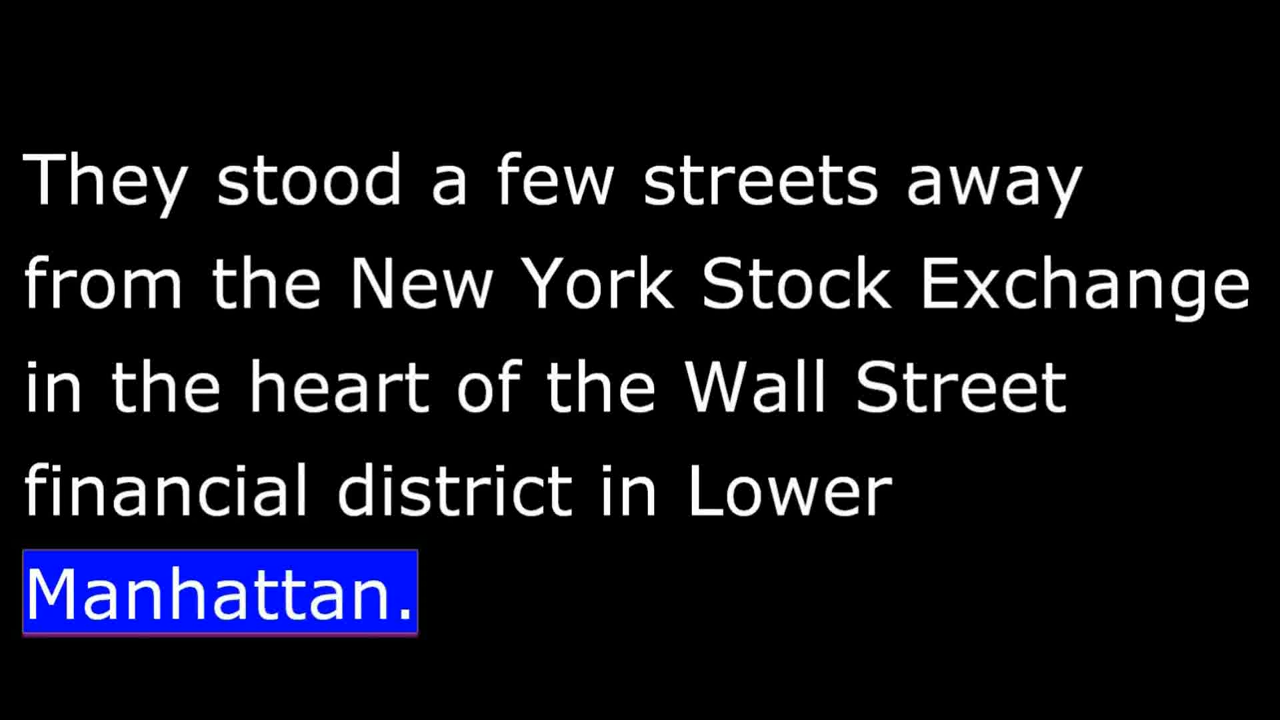 They stood a few streets away
from the New York Stock Exchange
in the heart of the Wall Street
financial district in Lower
Manhattan.